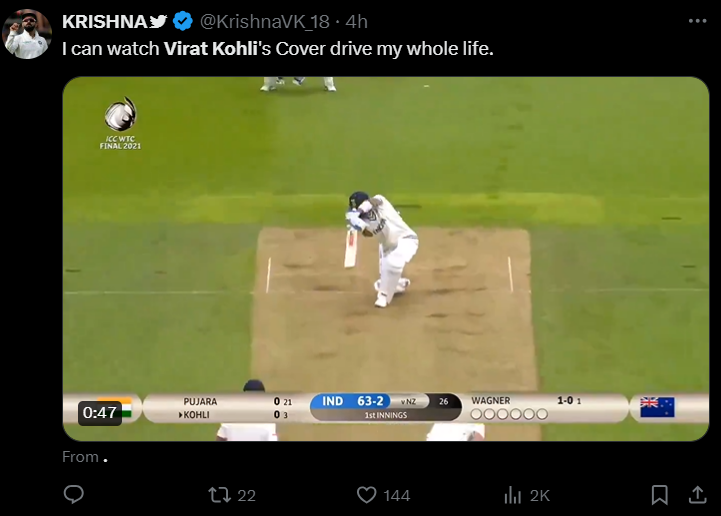 KRISHNA @KrishnaVK_18 · 4h
I can watch Virat Kohli's Cover drive my whole life.
ICC WTC
FINAL 2021
0:47
PUJARA 0 21
KOHLI 0 3
IND 63-2 v NZ 26
1st INNINGS
WAGNER 1-0 1
From .
22
144
2K